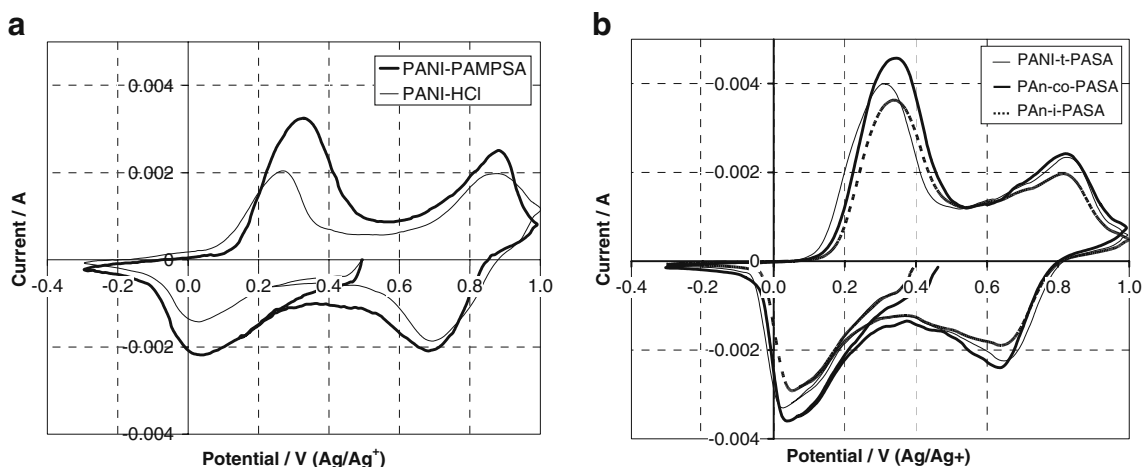 a
PANI-PAMPSA
PANI-HCl
0.004
0.002
0
-0.002
-0.004
-0.4 -0.2 0.0 0.2 0.4 0.6 0.8 1.0
Current / A
Potential / V (Ag/Ag⁺)
b
PANI-t-PASA
PAn-co-PASA
PAn-i-PASA
0.004
0.002
0
-0.002
-0.004
-0.4 -0.2 0.0 0.2 0.4 0.6 0.8 1.0
Current / A
Potential / V (Ag/Ag+)